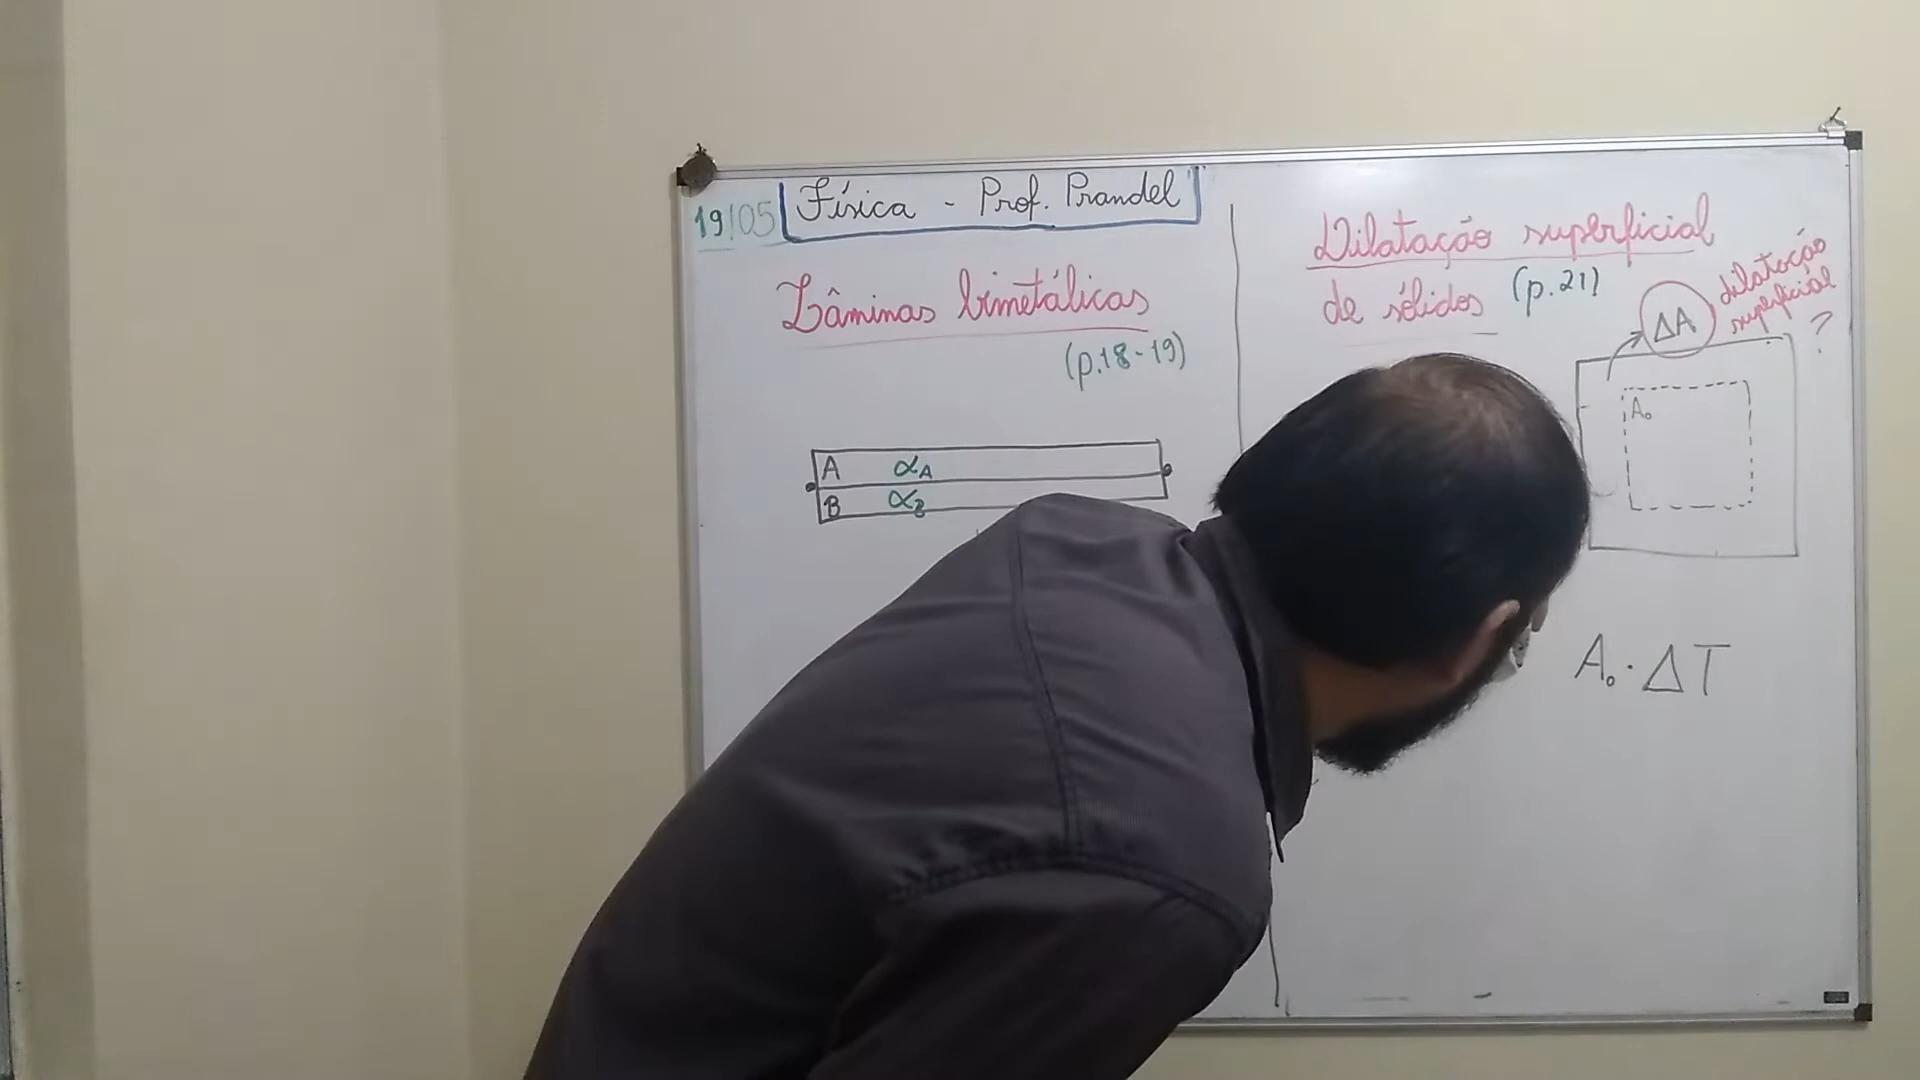 19/05 Física - Prof. Prandel
Lâminas bimetálicas
(p.18-19)
A αA
B αB
Dilatação superficial
de sólidos (p.21)
ΔA dilatação
superficial
?
A₀
A₀ · ΔT